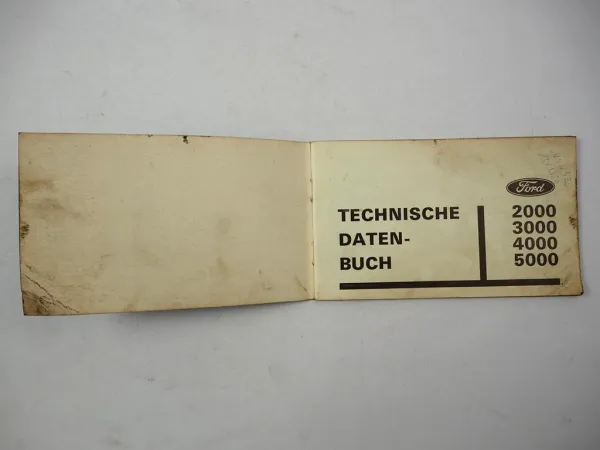 Ford
TECHNISCHE
DATEN-
BUCH
2000
3000
4000
5000